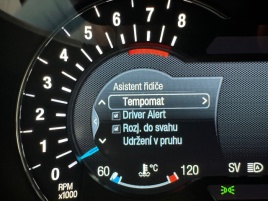 8
7
6
5
4
3
2
1
0
RPM
x1000
Asistent řidiče
Tempomat
Driver Alert
Rozj. do svahu
Udržení v pruhu
60
°C
120
SV